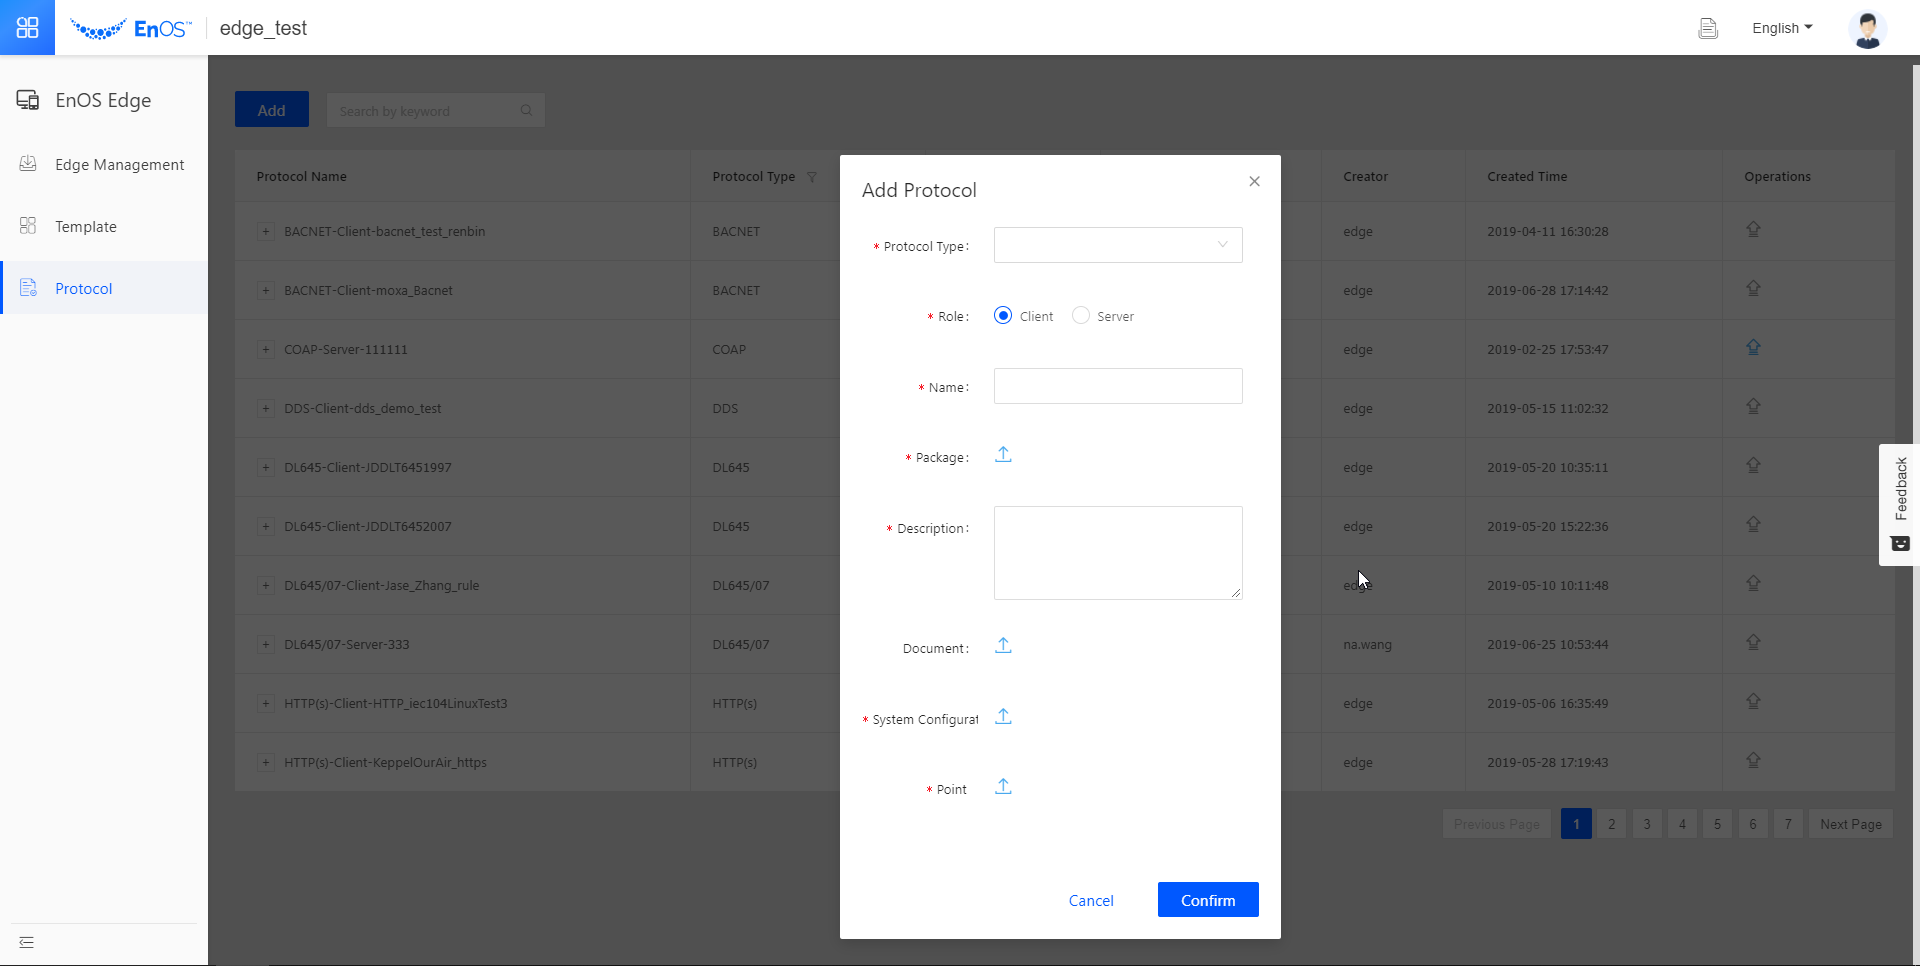 EnOS™ edge_test English
EnOS Edge
Edge Management
Template
Protocol
Add Search by keyword
Protocol Name Protocol Type Creator Created Time Operations
+ BACNET-Client-bacnet_test_renbin BACNET edge 2019-04-11 16:30:28
+ BACNET-Client-moxa_Bacnet BACNET edge 2019-06-28 17:14:42
+ COAP-Server-111111 COAP edge 2019-02-25 17:53:47
+ DDS-Client-dds_demo_test DDS edge 2019-05-15 11:02:32
+ DL645-Client-JDDLT6451997 DL645 edge 2019-05-20 10:35:11
+ DL645-Client-JDDLT6452007 DL645 edge 2019-05-20 15:22:36
+ DL645/07-Client-Jase_Zhang_rule DL645/07 edge 2019-05-10 10:11:48
+ DL645/07-Server-333 DL645/07 na.wang 2019-06-25 10:53:44
+ HTTP(s)-Client-HTTP_iec104LinuxTest3 HTTP(s) edge 2019-05-06 16:35:49
+ HTTP(s)-Client-KeppelOurAir_https HTTP(s) edge 2019-05-28 17:19:43
Previous Page 1 2 3 4 5 6 7 Next Page
Add Protocol
* Protocol Type:
* Role: Client Server
* Name:
* Package:
* Description:
Document:
* System Configurat
* Point
Cancel Confirm
Feedback